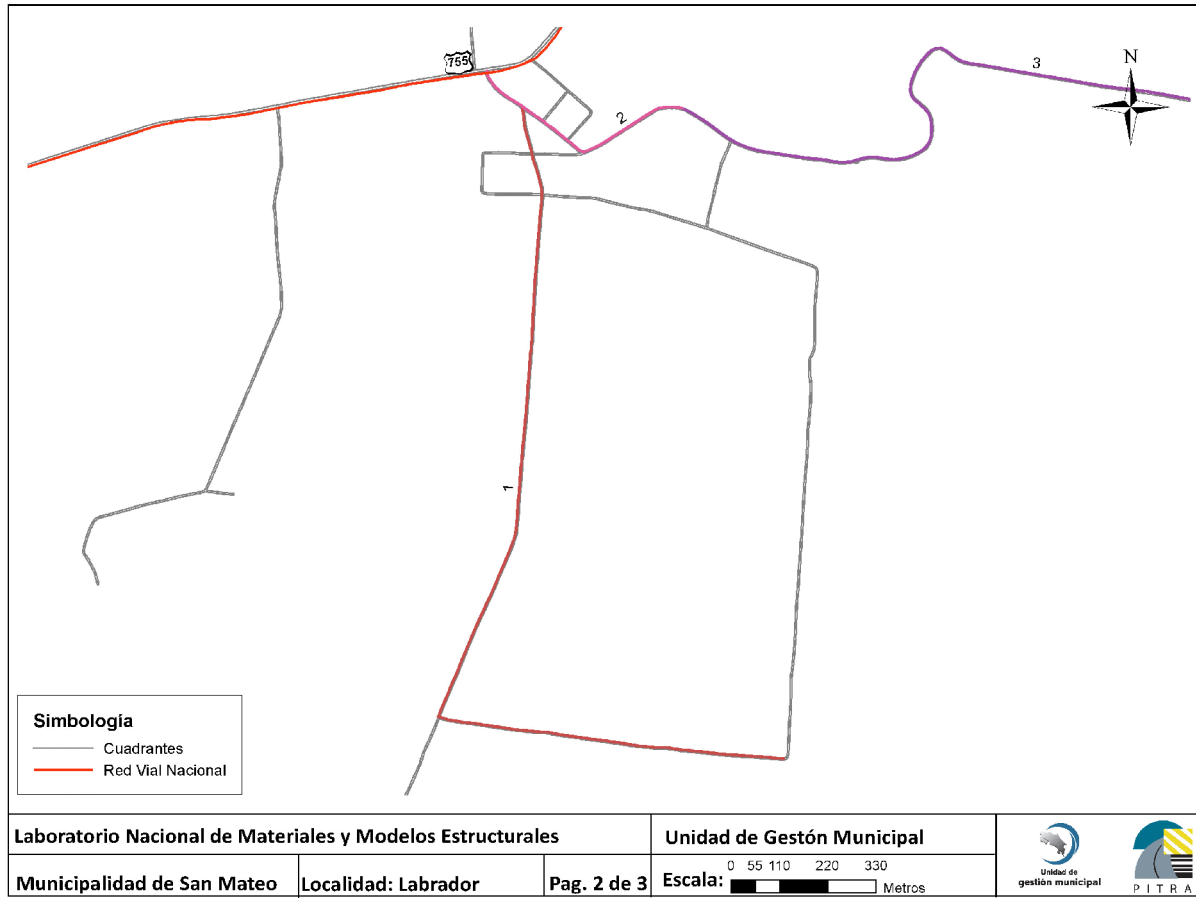 755
N
3
2
1
Simbología
Cuadrantes
Red Vial Nacional
Laboratorio Nacional de Materiales y Modelos Estructurales
Unidad de Gestión Municipal
Municipalidad de San Mateo
Localidad: Labrador
Pag. 2 de 3
Escala:
0 55 110 220 330
Metros
Unidad de
gestión municipal
PITRA